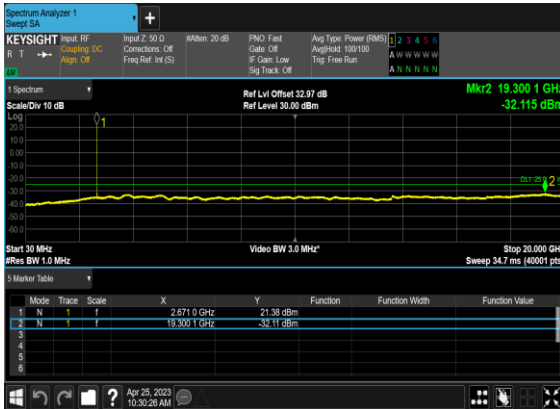 Spectrum Analyzer 1
Swept SA
+
KEYSIGHT
R T
LXI
Input: RF
Coupling: DC
Align: Off
Input Z: 50 Ω
Corrections: Off
Freq Ref: Int (S)
#Atten: 20 dB
PNO: Fast
Gate: Off
IF Gain: Low
Sig Track: Off
Avg Type: Power (RMS)
Avg|Hold: 100/100
Trig: Free Run
1 2 3 4 5 6
A W W W W W
A N N N N N
1 Spectrum
Scale/Div 10 dB
Ref Lvl Offset 32.97 dB
Ref Level 30.00 dBm
Mkr2 19.300 1 GHz
-32.115 dBm
Log
20.0
10.0
0.00
-10.0
-20.0
-30.0
-40.0
-50.0
-60.0
1
DL1 -25
2
Start 30 MHz
#Res BW 1.0 MHz
Video BW 3.0 MHz*
Stop 20.000 GH
Sweep 34.7 ms (40001 pts
5 Marker Table
Mode Trace Scale X Y Function Function Width Function Value
1 N 1 f 2.671 0 GHz 21.38 dBm
2 N 1 f 19.300 1 GHz -32.11 dBm
3
4
5
6
?
Apr 25, 2023
10:30:26 AM